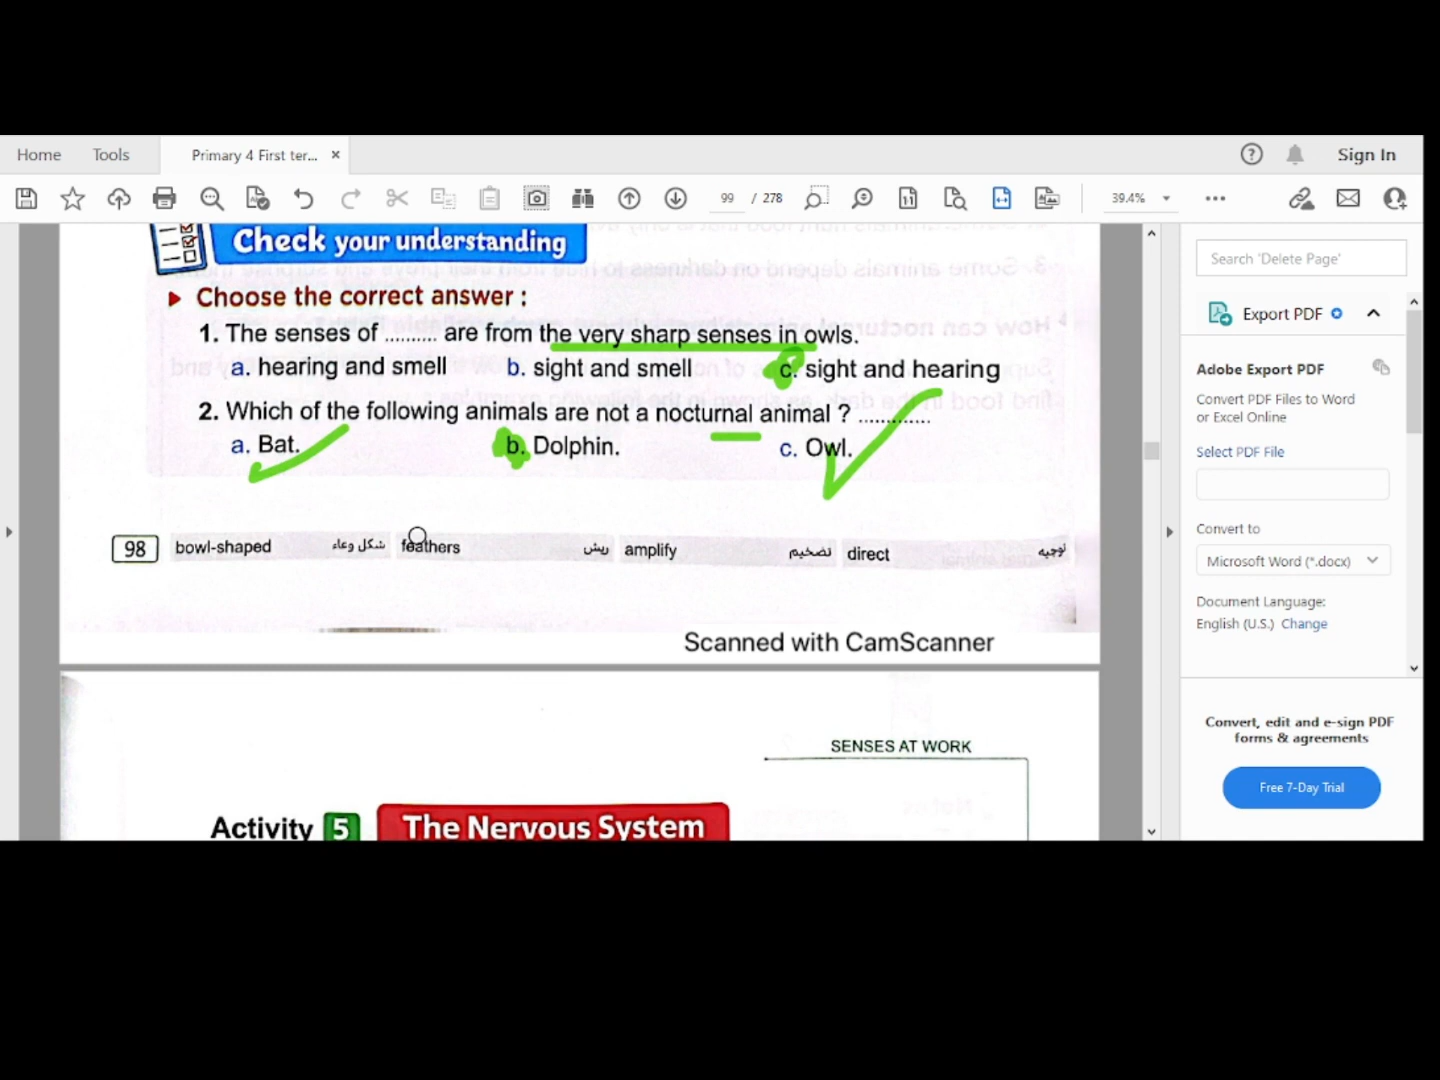 Home Tools Primary 4 First ter... × Sign In
99 / 278 39.4%
Check your understanding
Choose the correct answer :
1. The senses of .......... are from the very sharp senses in owls.
a. hearing and smell b. sight and smell c. sight and hearing
2. Which of the following animals are not a nocturnal animal ? .............
a. Bat. b. Dolphin. c. Owl.
98 bowl-shaped شكل وعاء feathers ريش amplify تضخيم direct توجيه
Scanned with CamScanner
SENSES AT WORK
Activity 5 The Nervous System
Search 'Delete Page'
Export PDF
Adobe Export PDF
Convert PDF Files to Word
or Excel Online
Select PDF File
Convert to
Microsoft Word (*.docx)
Document Language:
English (U.S.) Change
Convert, edit and e-sign PDF
forms & agreements
Free 7-Day Trial